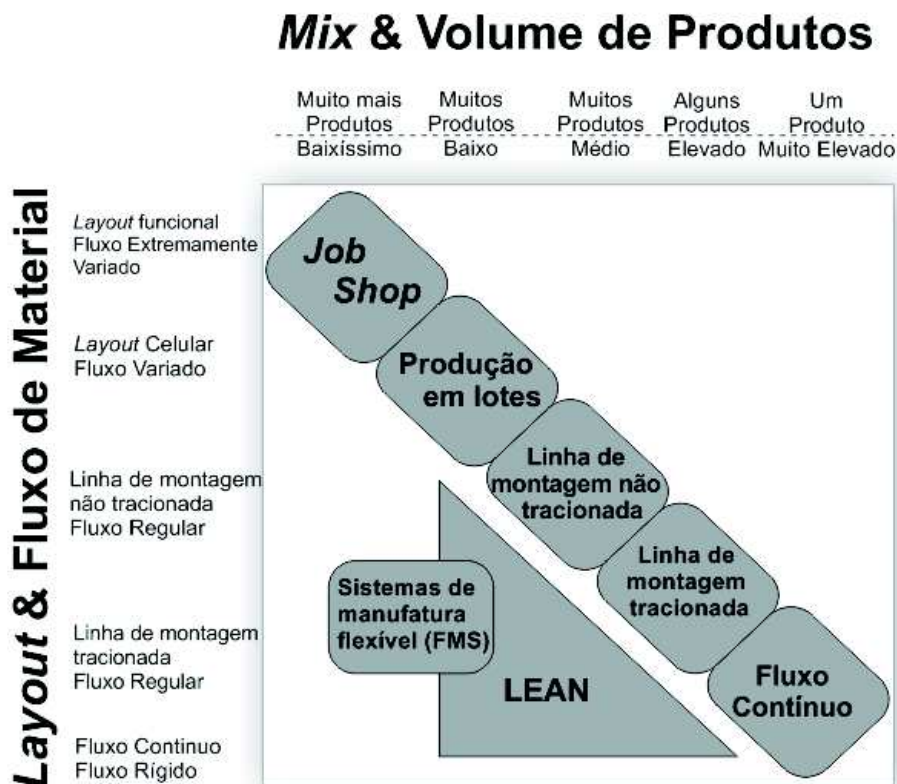 Mix & Volume de Produtos
Muito mais Produtos
Baixíssimo
Muitos Produtos
Baixo
Muitos Produtos
Médio
Alguns Produtos
Elevado
Um Produto
Muito Elevado
Layout & Fluxo de Material
Layout funcional
Fluxo Extremamente
Variado
Layout Celular
Fluxo Variado
Linha de montagem
não tracionada
Fluxo Regular
Linha de montagem
tracionada
Fluxo Regular
Fluxo Continuo
Fluxo Rígido
Job
Shop
Produção
em lotes
Linha de
montagem não
tracionada
Linha de
montagem
tracionada
Fluxo
Contínuo
Sistemas de
manufatura
flexível (FMS)
LEAN